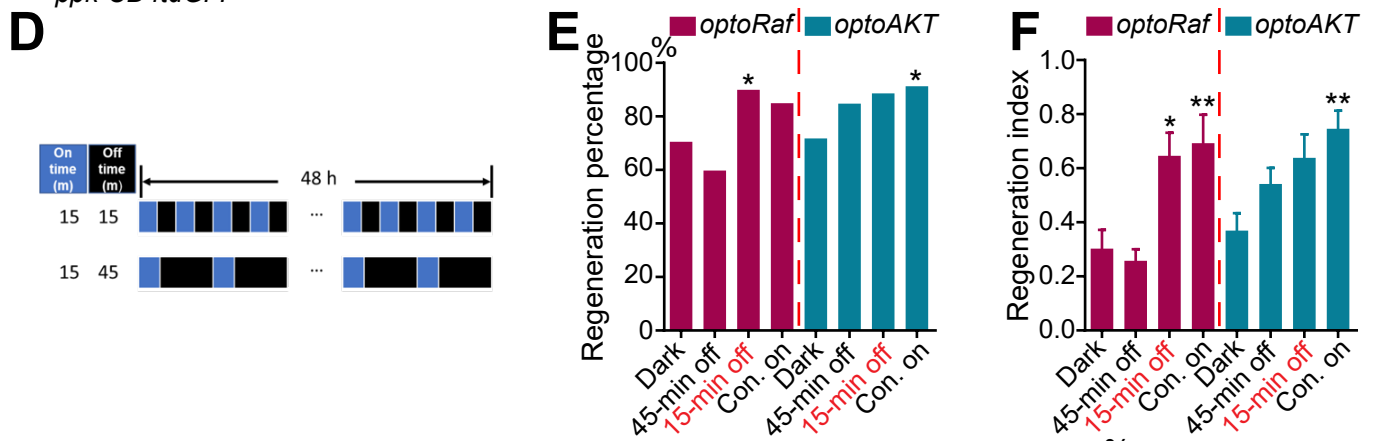 D
On time (m)
Off time (m)
48 h
15 15
...
...
15 45
...
...
E
optoRaf
optoAKT
%
Regeneration percentage
100
80
60
40
20
0
*
*
Dark
45-min off
15-min off
Con. on
Dark
45-min off
15-min off
Con. on
F
optoRaf
optoAKT
Regeneration index
1.0
0.8
0.6
0.4
0.2
0.0
*
**
**
Dark
45-min off
15-min off
Con. on
Dark
45-min off
15-min off
Con. on